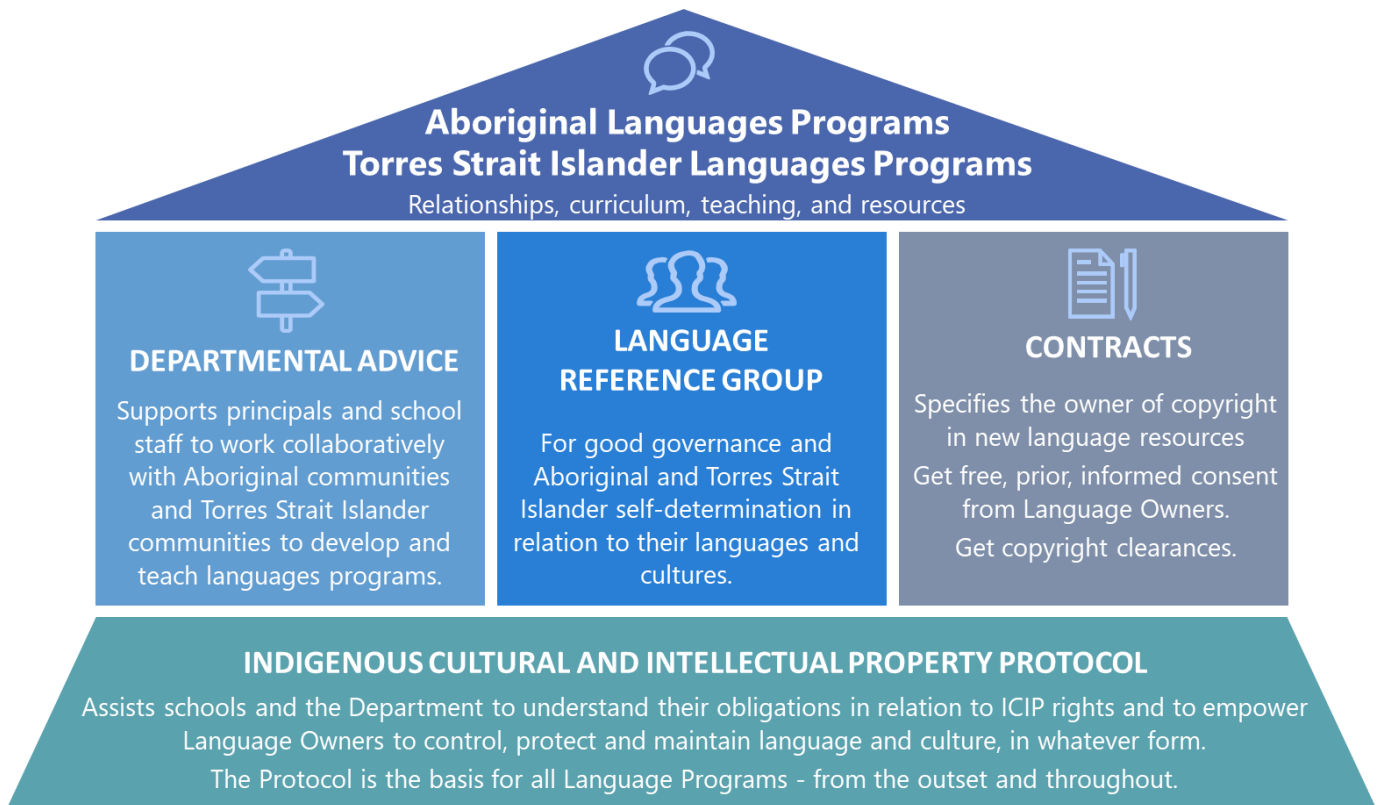 Aboriginal Languages Programs
Torres Strait Islander Languages Programs
Relationships, curriculum, teaching, and resources
DEPARTMENTAL ADVICE
Supports principals and school
staff to work collaboratively
with Aboriginal communities
and Torres Strait Islander
communities to develop and
teach languages programs.
LANGUAGE
REFERENCE GROUP
For good governance and
Aboriginal and Torres Strait
Islander self-determination in
relation to their languages and
cultures.
CONTRACTS
Specifies the owner of copyright
in new language resources
Get free, prior, informed consent
from Language Owners.
Get copyright clearances.
INDIGENOUS CULTURAL AND INTELLECTUAL PROPERTY PROTOCOL
Assists schools and the Department to understand their obligations in relation to ICIP rights and to empower
Language Owners to control, protect and maintain language and culture, in whatever form.
The Protocol is the basis for all Language Programs - from the outset and throughout.